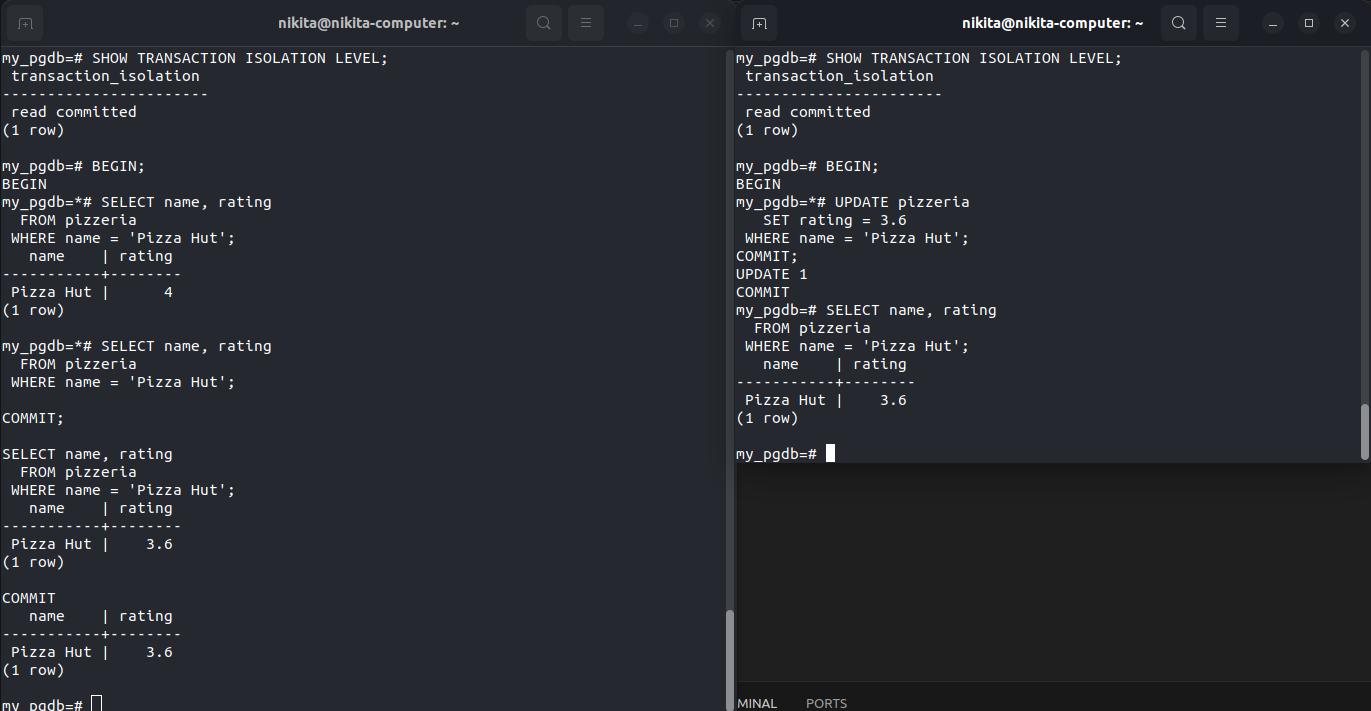 nikita@nikita-computer: ~
my_pgdb=# SHOW TRANSACTION ISOLATION LEVEL;
 transaction_isolation
-----------------------
 read committed
(1 row)
my_pgdb=# BEGIN;
BEGIN
my_pgdb=*# SELECT name, rating
  FROM pizzeria
 WHERE name = 'Pizza Hut';
   name    | rating
-----------+--------
 Pizza Hut |      4
(1 row)
my_pgdb=*# SELECT name, rating
  FROM pizzeria
 WHERE name = 'Pizza Hut';
COMMIT;
SELECT name, rating
  FROM pizzeria
 WHERE name = 'Pizza Hut';
   name    | rating
-----------+--------
 Pizza Hut |    3.6
(1 row)
COMMIT
   name    | rating
-----------+--------
 Pizza Hut |    3.6
(1 row)
my_pgdb=#
nikita@nikita-computer: ~
my_pgdb=# SHOW TRANSACTION ISOLATION LEVEL;
 transaction_isolation
-----------------------
 read committed
(1 row)
my_pgdb=# BEGIN;
BEGIN
my_pgdb=*# UPDATE pizzeria
   SET rating = 3.6
 WHERE name = 'Pizza Hut';
COMMIT;
UPDATE 1
COMMIT
my_pgdb=# SELECT name, rating
  FROM pizzeria
 WHERE name = 'Pizza Hut';
   name    | rating
-----------+--------
 Pizza Hut |    3.6
(1 row)
my_pgdb=#
MINAL PORTS